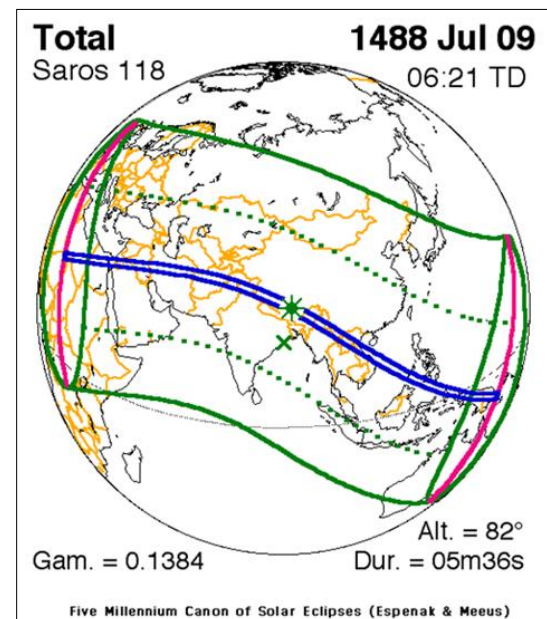 Total 1488 Jul 09
Saros 118 06:21 TD
Alt. = 82°
Gam. = 0.1384 Dur. = 05m36s
Five Millennium Canon of Solar Eclipses (Espenak & Meeus)